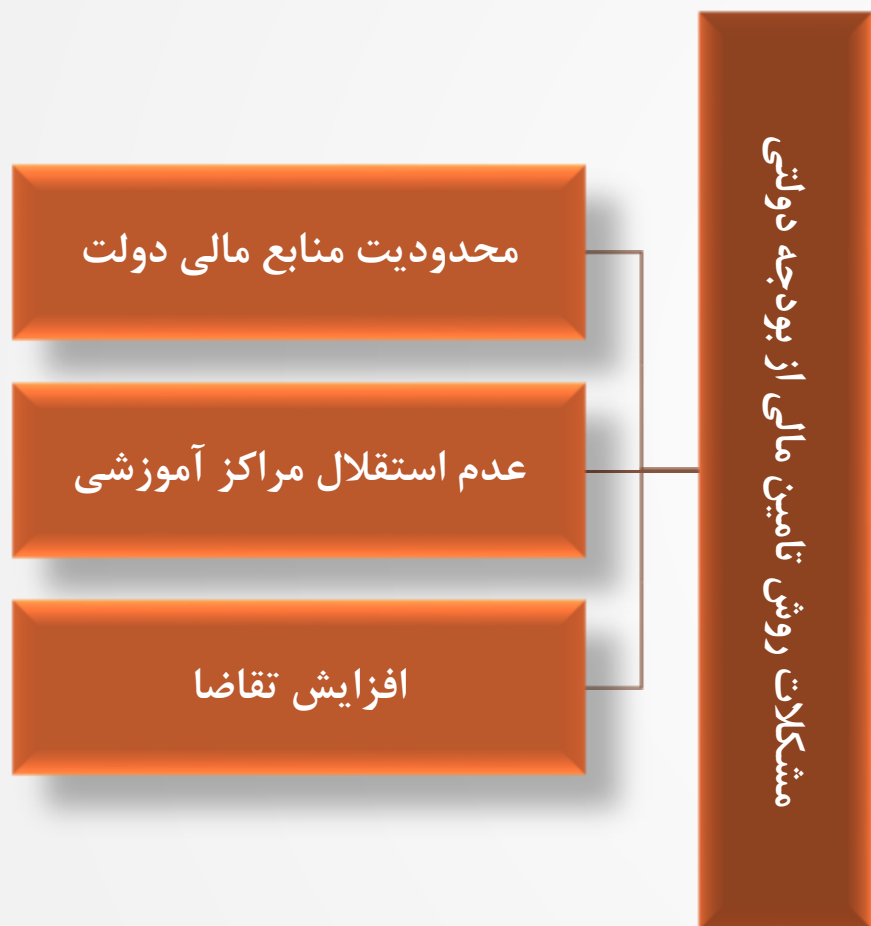 مشکلات روش تامین مالی از بودجه دولتی
محدودیت منابع مالی دولت
عدم استقلال مراکز آموزشی
افزایش تقاضا